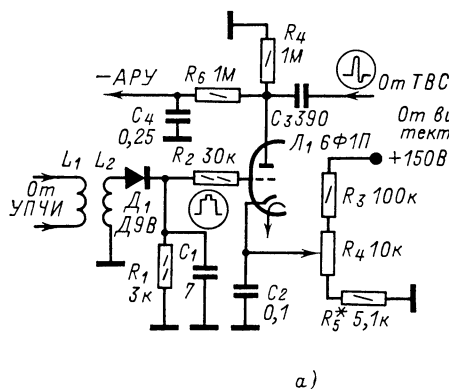 R4
1М
–АРУ
R6 1М
От ТВС
C4
0,25
C3 390
От ви
Л1 6Ф1П
тект
+150В
L1
L2
R2 30к
От
УПЧИ
Д1
Д9В
R3 100к
R1
3к
C1
7
C2
0,1
R4 10к
R5* 5,1к
а)